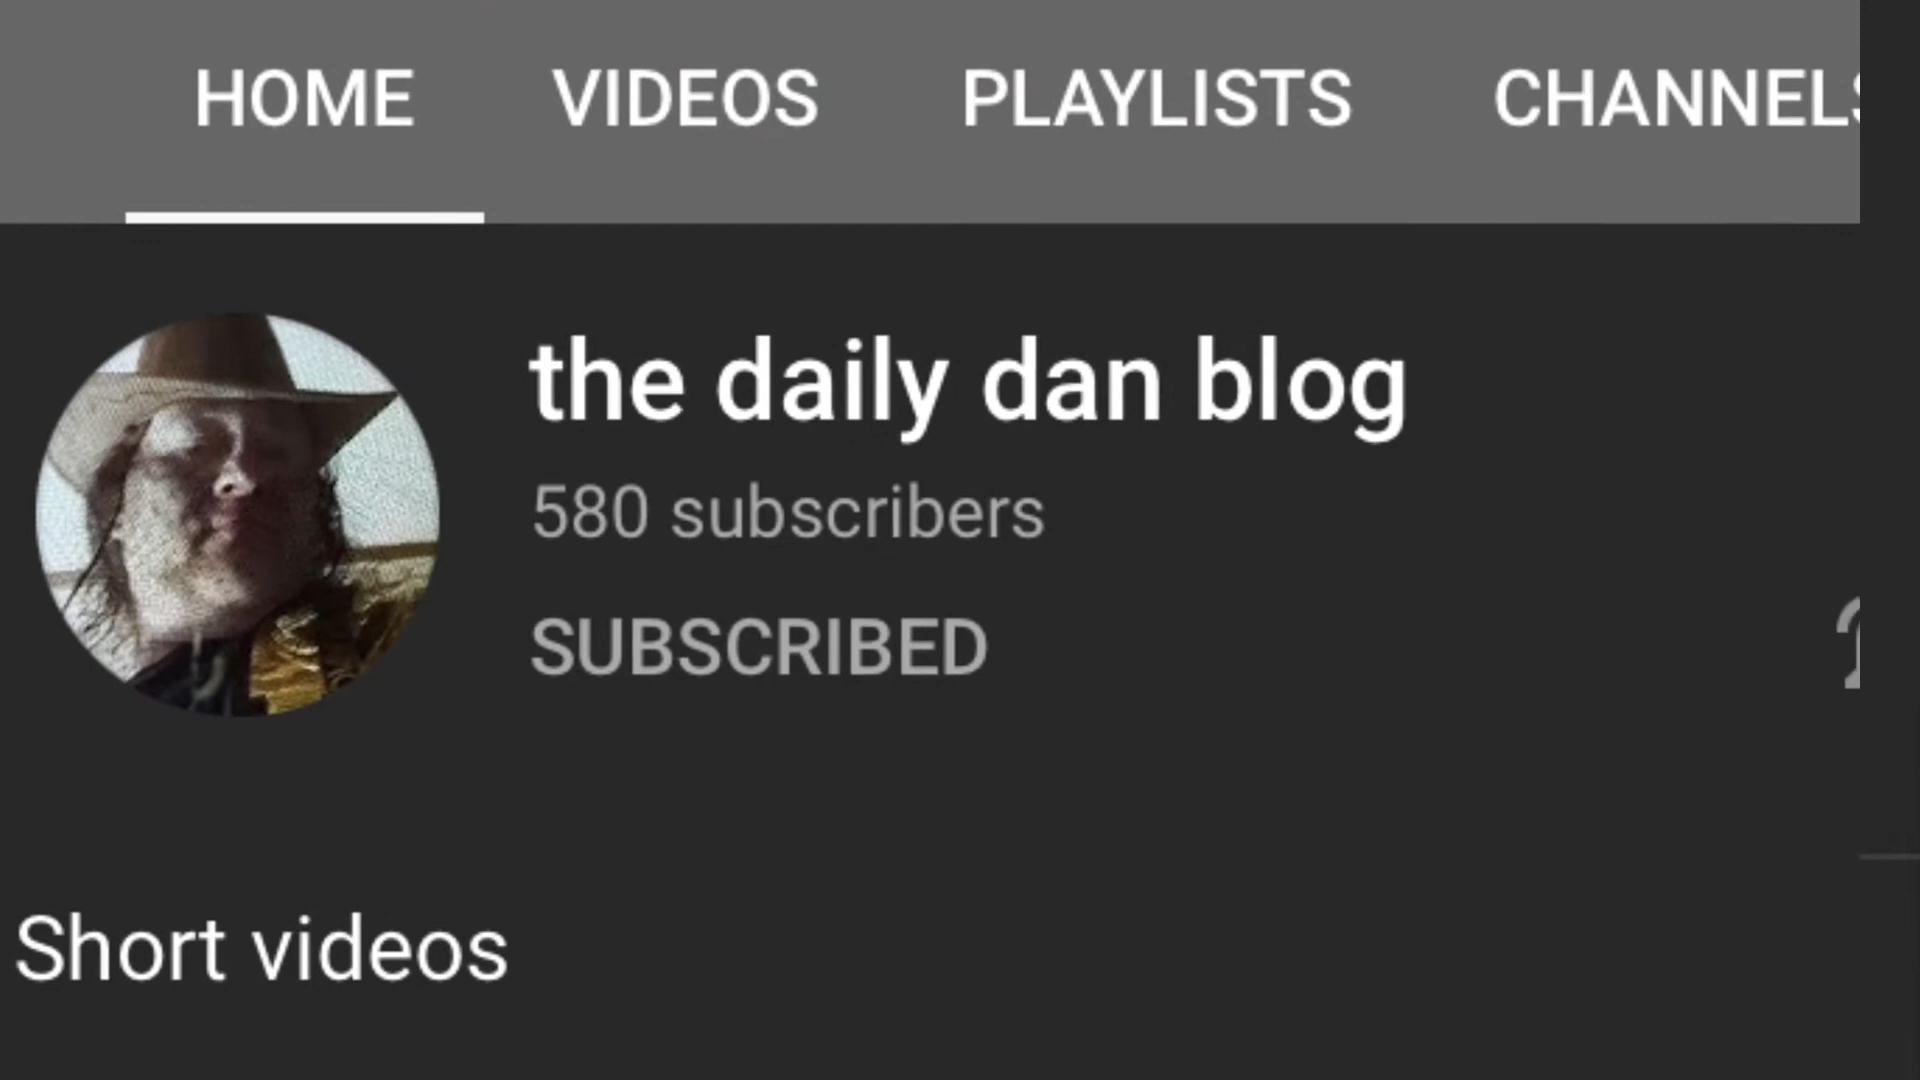 HOME VIDEOS PLAYLISTS CHANNELS
the daily dan blog
580 subscribers
SUBSCRIBED
Short videos